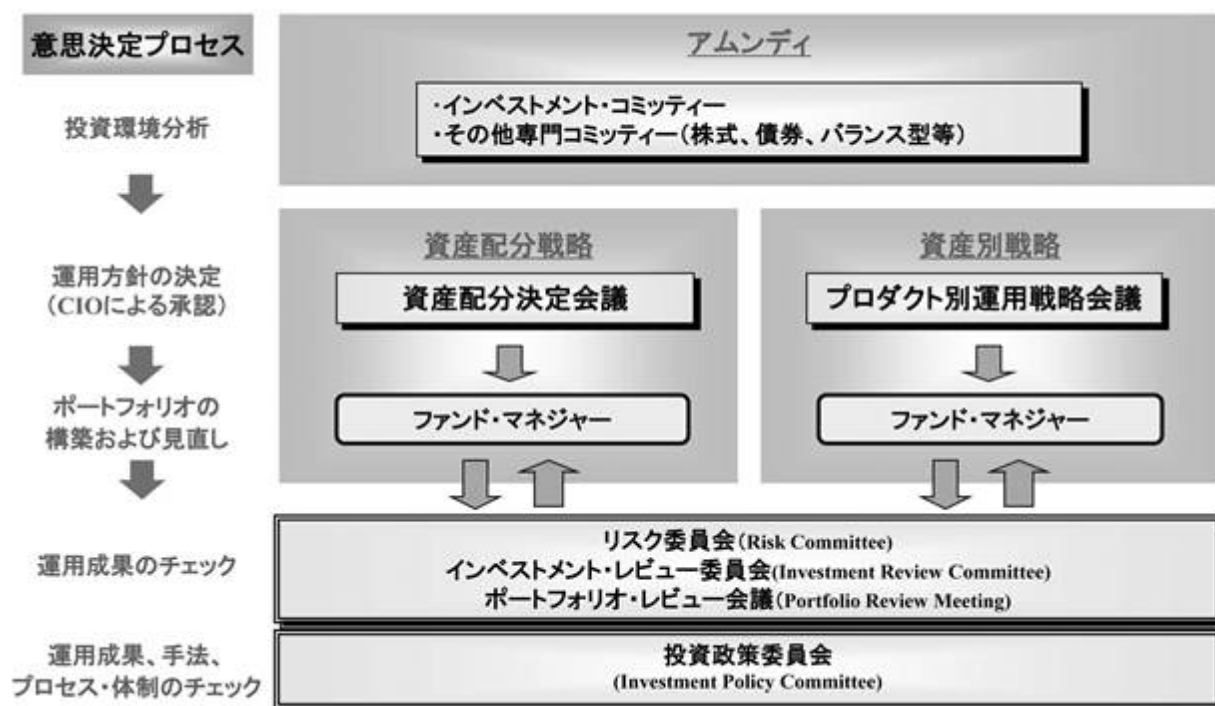 意思決定プロセス
アムンディ
投資環境分析
・インベストメント・コミッティー
・その他専門コミッティー(株式、債券、バランス型等)
資産配分戦略
資産別戦略
運用方針の決定
(CIOによる承認)
資産配分決定会議
プロダクト別運用戦略会議
ポートフォリオの
構築および見直し
ファンド・マネジャー
ファンド・マネジャー
運用成果のチェック
リスク委員会(Risk Committee)
インベストメント・レビュー委員会(Investment Review Committee)
ポートフォリオ・レビュー会議(Portfolio Review Meeting)
運用成果、手法、
プロセス・体制のチェック
投資政策委員会
(Investment Policy Committee)